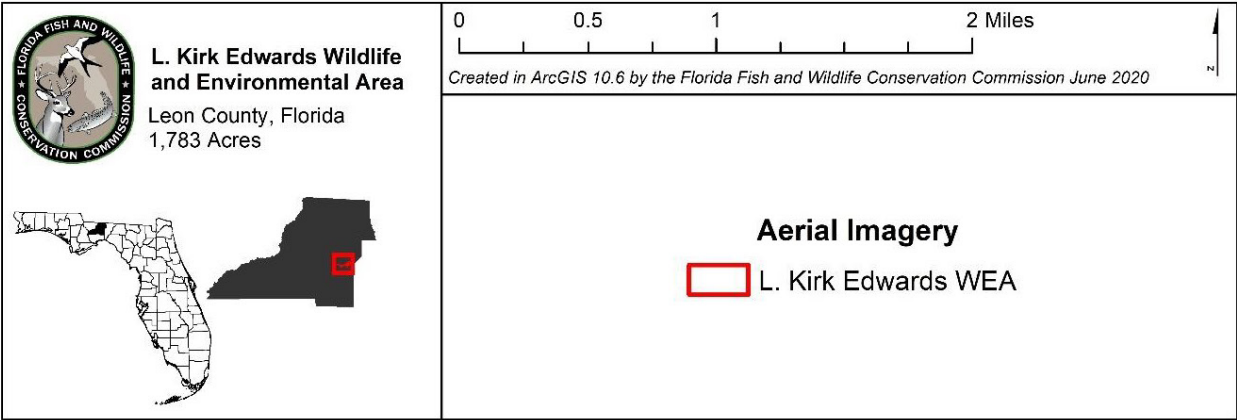 FLORIDA FISH AND WILDLIFE
CONSERVATION COMMISSION
L. Kirk Edwards Wildlife
and Environmental Area
Leon County, Florida
1,783 Acres
0 0.5 1 2 Miles
Created in ArcGIS 10.6 by the Florida Fish and Wildlife Conservation Commission June 2020
N
Aerial Imagery
L. Kirk Edwards WEA